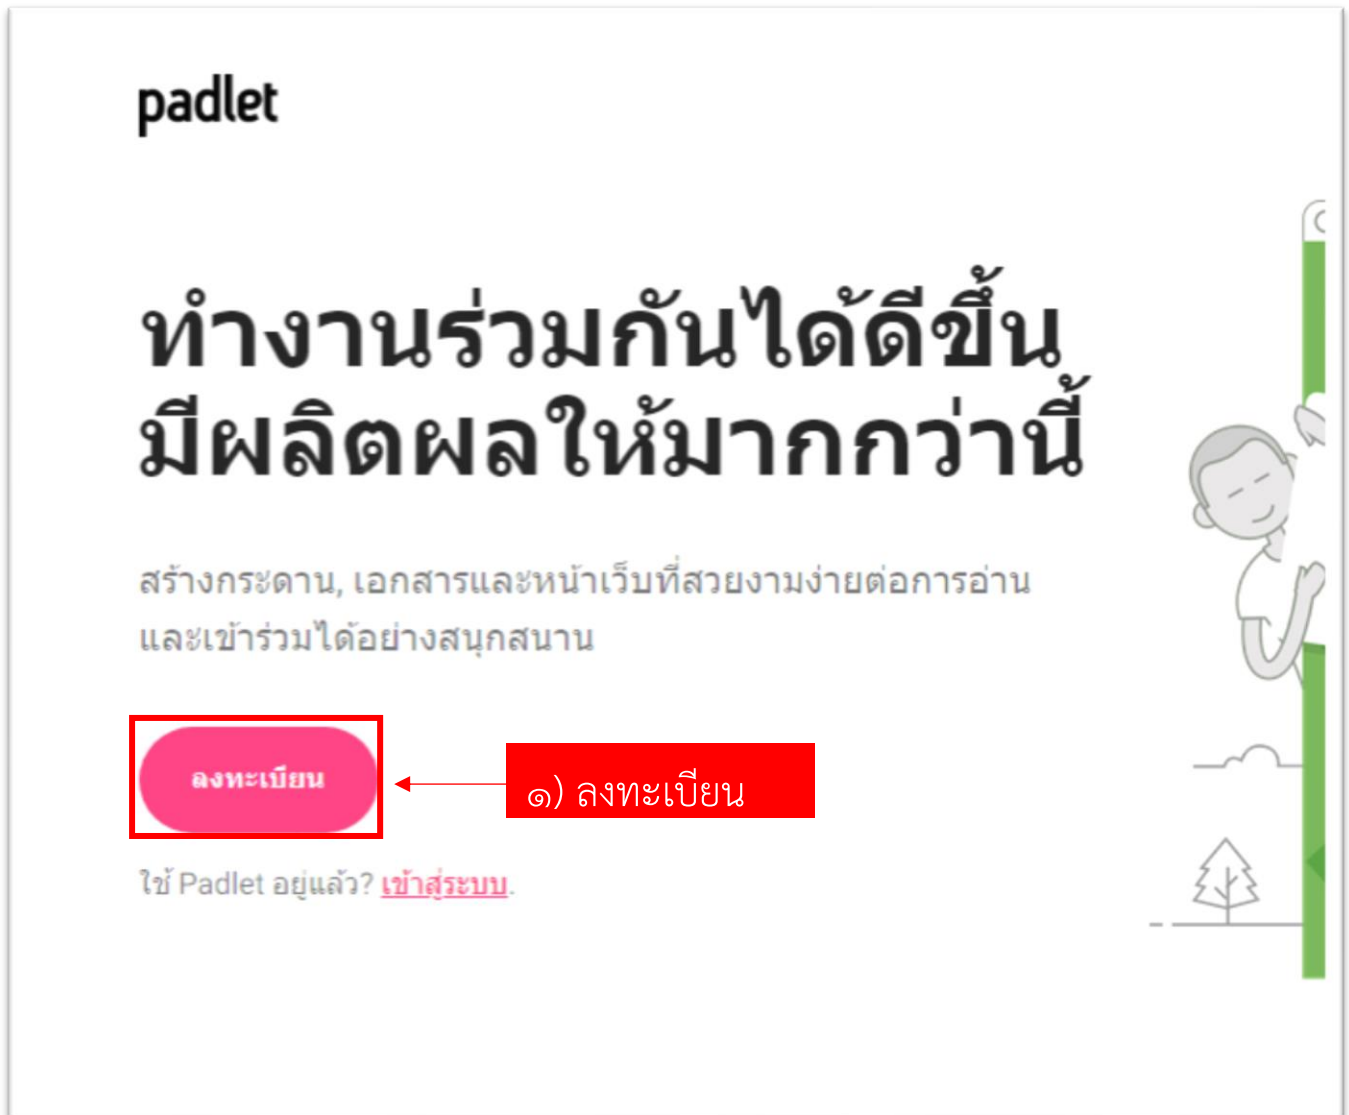 padlet
ทำงานร่วมกันได้ดีขึ้น
มีผลิตผลให้มากกว่านี้
สร้างกระดาน, เอกสารและหน้าเว็บที่สวยงามง่ายต่อการอ่าน
และเข้าร่วมได้อย่างสนุกสนาน
ลงทะเบียน
๑) ลงทะเบียน
ใช้ Padlet อยู่แล้ว? เข้าสู่ระบบ.